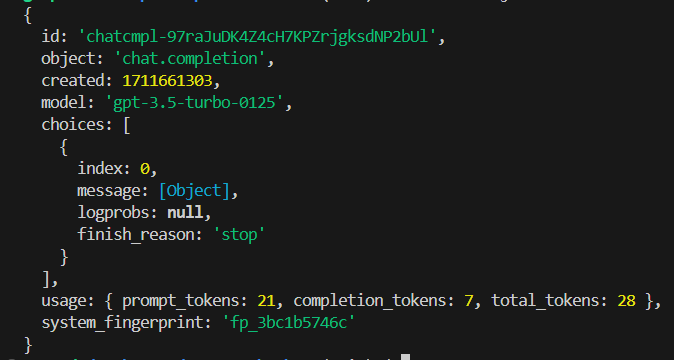 {
id: 'chatcmpl-97raJuDK4Z4cH7KPZrjgksdNP2bUl',
object: 'chat.completion',
created: 1711661303,
model: 'gpt-3.5-turbo-0125',
choices: [
{
index: 0,
message: [Object],
logprobs: null,
finish_reason: 'stop'
}
],
usage: { prompt_tokens: 21, completion_tokens: 7, total_tokens: 28 },
system_fingerprint: 'fp_3bc1b5746c'
}